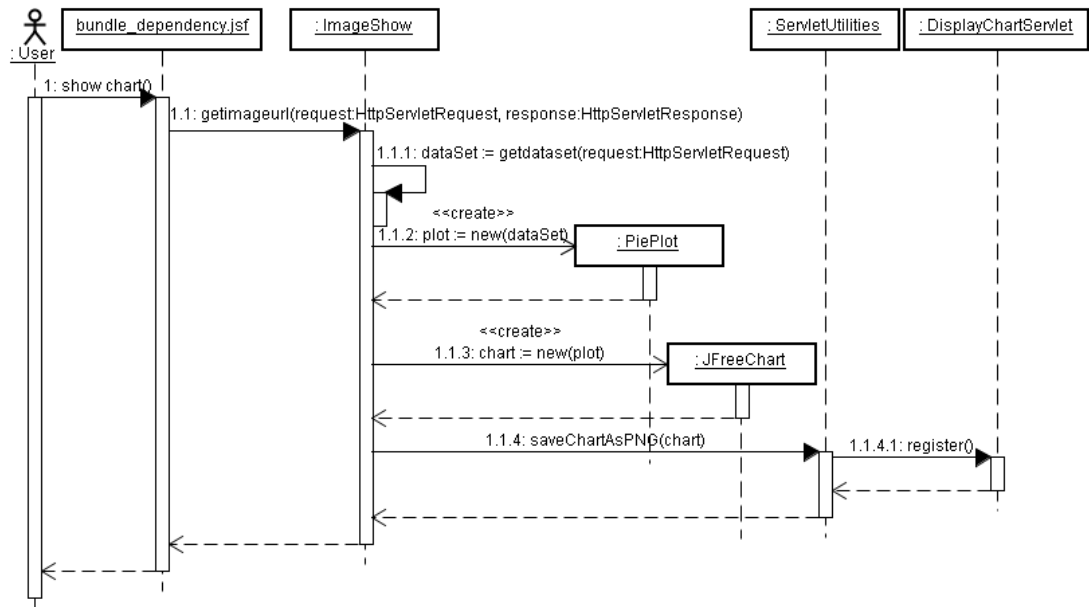 bundle_dependency.jsf
: ImageShow
: ServletUtilities
: DisplayChartServlet
: User
1: show chart()
1.1: getimageurl(request:HttpServletRequest, response:HttpServletResponse)
1.1.1: dataSet := getdataset(request:HttpServletRequest)
<<create>>
1.1.2: plot := new(dataSet)
: PiePlot
<<create>>
1.1.3: chart := new(plot)
: JFreeChart
1.1.4: saveChartAsPNG(chart)
1.1.4.1: register()